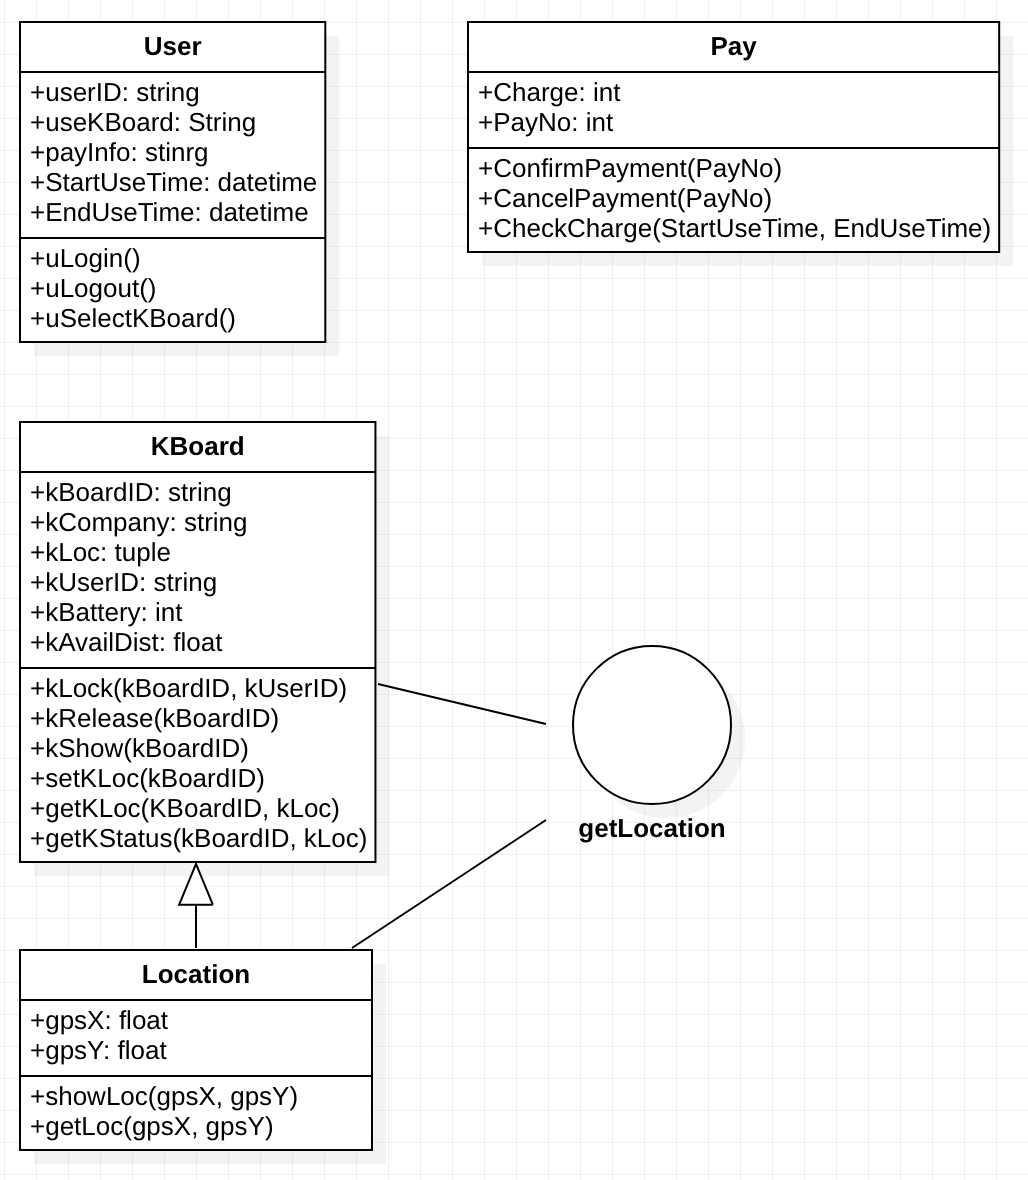 User
+userID: string
+useKBoard: String
+payInfo: stinrg
+StartUseTime: datetime
+EndUseTime: datetime
+uLogin()
+uLogout()
+uSelectKBoard()
Pay
+Charge: int
+PayNo: int
+ConfirmPayment(PayNo)
+CancelPayment(PayNo)
+CheckCharge(StartUseTime, EndUseTime)
KBoard
+kBoardID: string
+kCompany: string
+kLoc: tuple
+kUserID: string
+kBattery: int
+kAvailDist: float
+kLock(kBoardID, kUserID)
+kRelease(kBoardID)
+kShow(kBoardID)
+setKLoc(kBoardID)
+getKLoc(KBoardID, kLoc)
+getKStatus(kBoardID, kLoc)
getLocation
Location
+gpsX: float
+gpsY: float
+showLoc(gpsX, gpsY)
+getLoc(gpsX, gpsY)